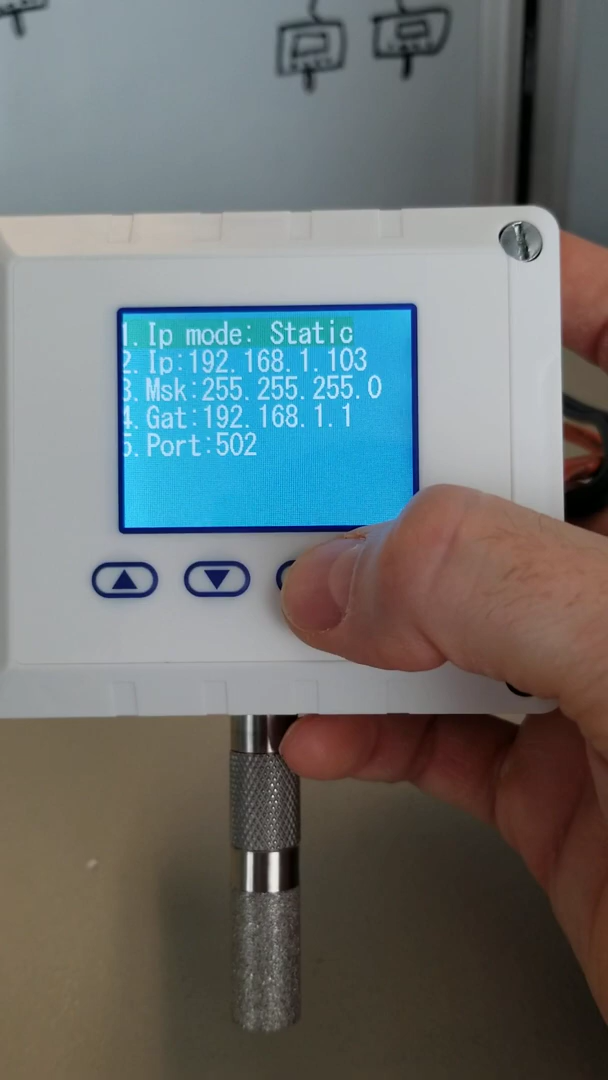 1. Ip mode: Static
2. Ip:192.168.1.103
3. Msk:255.255.255.0
4. Gat:192.168.1.1
5. Port:502